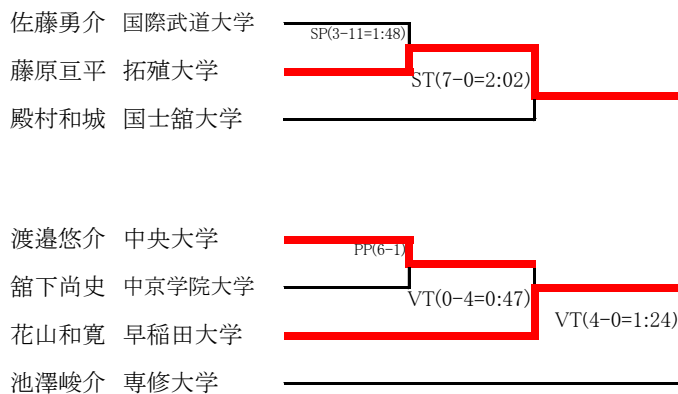 佐藤勇介 国際武道大学
SP(3-11=1:48)
藤原亘平 拓殖大学
ST(7-0=2:02)
殿村和城 国士舘大学
渡邉悠介 中央大学
PP(6-1)
舘下尚史 中京学院大学
VT(0-4=0:47)
花山和寛 早稲田大学
VT(4-0=1:24)
池澤峻介 専修大学